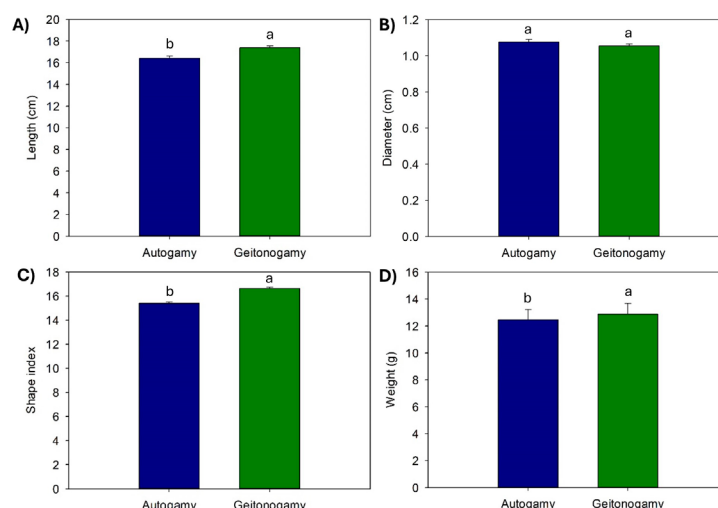 A)
Length (cm)
20
18
16
14
12
10
8
6
4
2
0
b
a
Autogamy
Geitonogamy
B)
Diameter (cm)
1.2
1.0
0.8
0.6
0.4
0.2
0.0
a
a
Autogamy
Geitonogamy
C)
Shape index
18
16
14
12
10
8
6
4
2
0
b
a
Autogamy
Geitonogamy
D)
Weight (g)
16
14
12
10
8
6
4
2
0
b
a
Autogamy
Geitonogamy